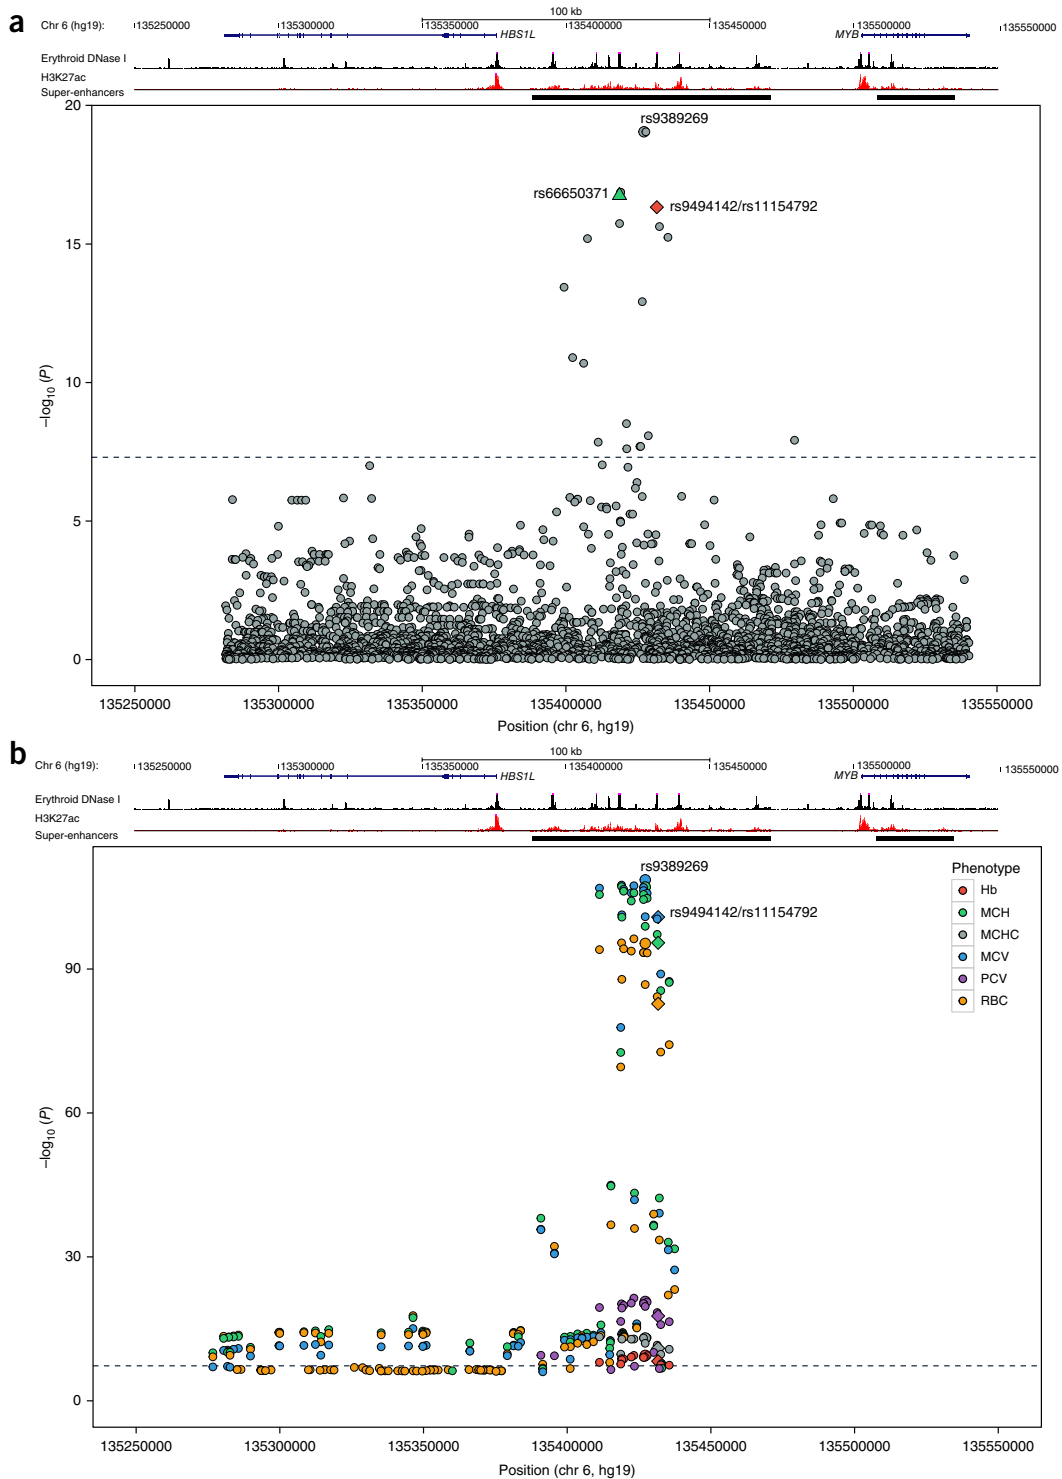 a
100 kb
Chr 6 (hg19): 135250000 135300000 135350000 135400000 135450000 135500000 135550000
HBS1L MYB
Erythroid DNase I
H3K27ac
Super-enhancers
20
rs9389269
rs66650371
rs9494142/rs11154792
15
10
5
0
–log10 (P)
135250000 135300000 135350000 135400000 135450000 135500000 135550000
Position (chr 6, hg19)
b
100 kb
Chr 6 (hg19): 135250000 135300000 135350000 135400000 135450000 135500000 135550000
HBS1L MYB
Erythroid DNase I
H3K27ac
Super-enhancers
rs9389269
Phenotype
Hb
rs9494142/rs11154792
MCH
MCHC
MCV
PCV
RBC
90
60
30
0
–log10 (P)
135250000 135300000 135350000 135400000 135450000 135500000 135550000
Position (chr 6, hg19)